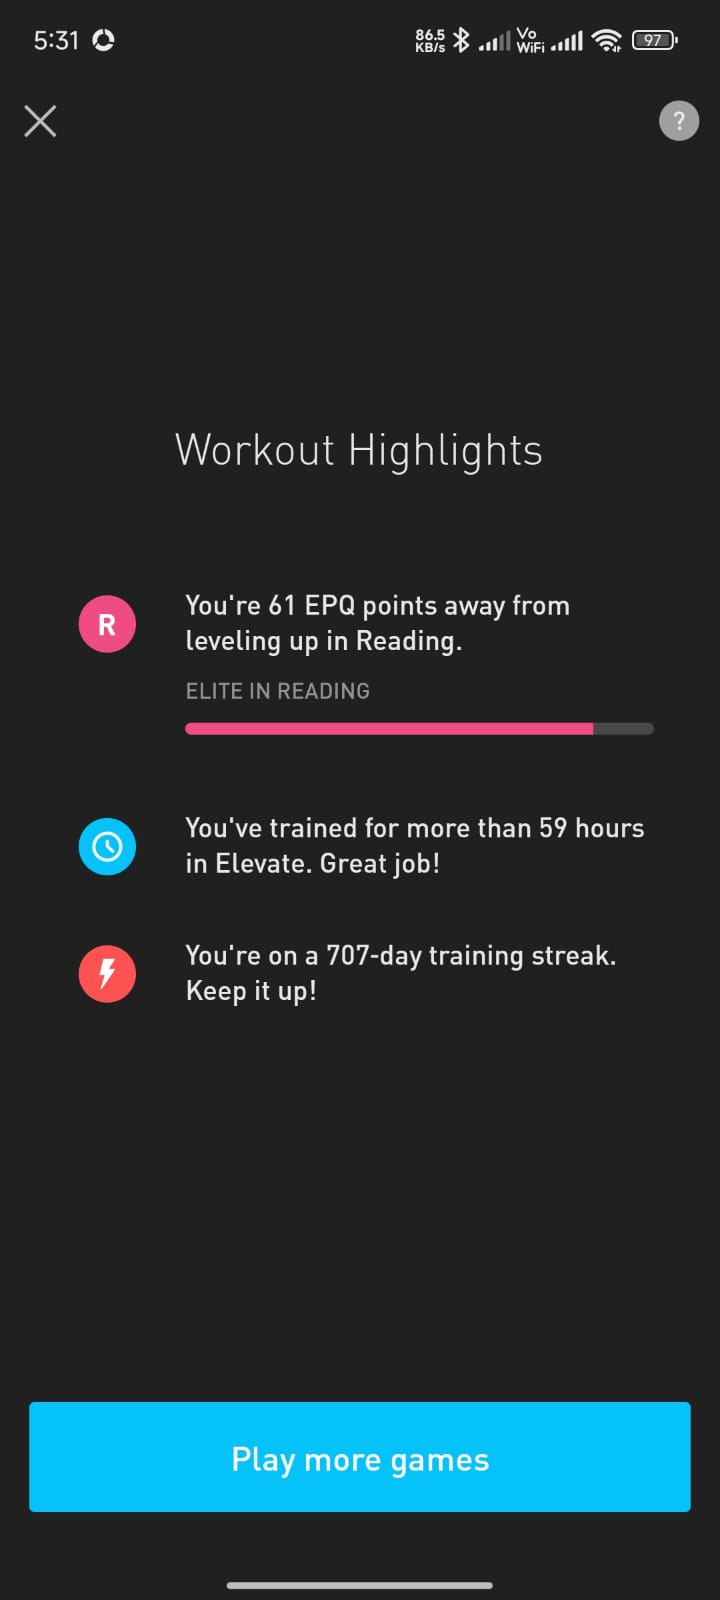 5:31
86.5
KB/s
Vo
WiFi
97
?
Workout Highlights
R
You're 61 EPQ points away from
leveling up in Reading.
ELITE IN READING
You've trained for more than 59 hours
in Elevate. Great job!
You're on a 707-day training streak.
Keep it up!
Play more games